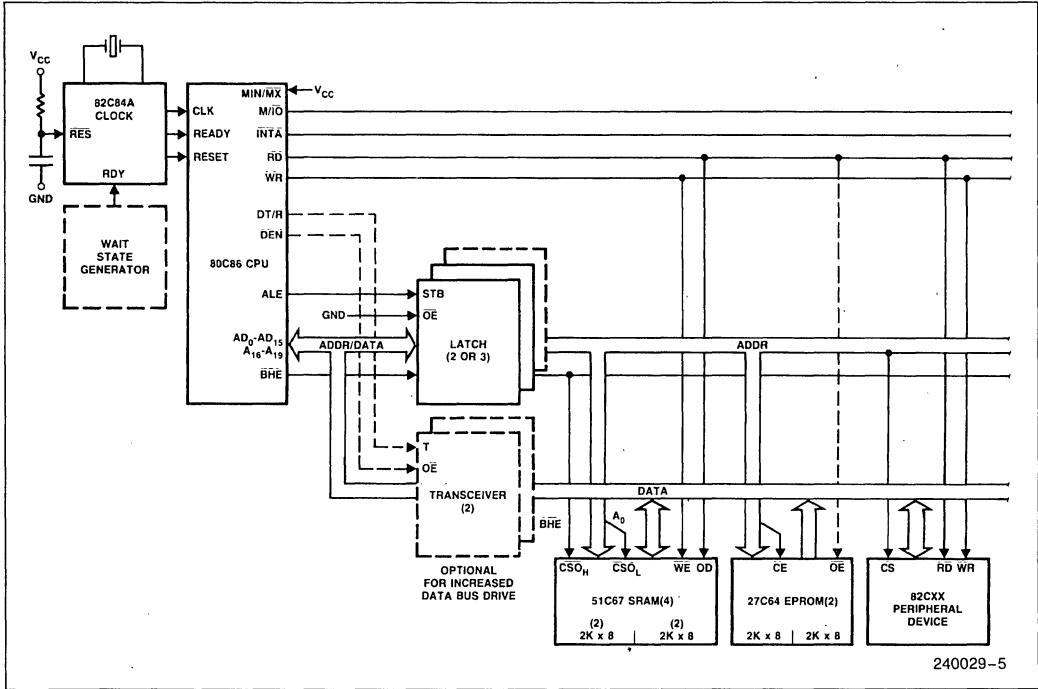 VCC
82C84A
CLOCK
RES
RDY
GND
WAIT
STATE
GENERATOR
MIN/MX
VCC
CLK
M/IO
READY
INTA
RESET
RD
WR
DT/R
DEN
80C86 CPU
ALE
AD0-AD15
A16-A19
BHE
ADDR/DATA
GND
STB
OE
LATCH
(2 OR 3)
ADDR
T
OE
TRANSCEIVER
(2)
OPTIONAL
FOR INCREASED
DATA BUS DRIVE
BHE
DATA
A0
CSOH
CSOL
WE
OD
51C67 SRAM(4)
(2)
2K x 8
(2)
2K x 8
CE
OE
27C64 EPROM(2)
2K x 8
2K x 8
CS
RD
WR
82CXX
PERIPHERAL
DEVICE
240029-5